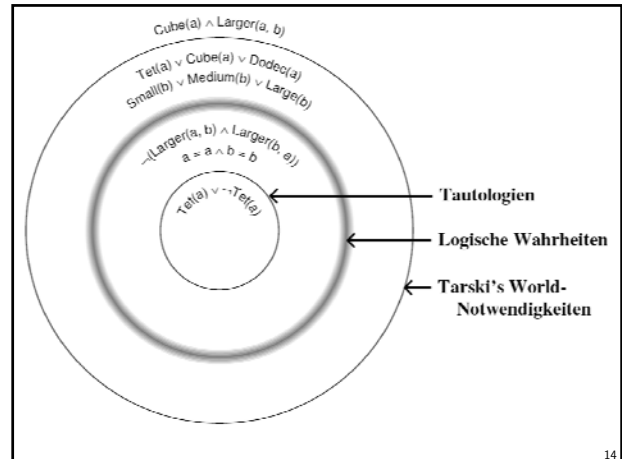 Cube(a) ∧ Larger(a, b)
Tet(a) ∨ Cube(a) ∨ Dodec(a)
Small(b) ∨ Medium(b) ∨ Large(b)
¬(Larger(a, b) ∧ Larger(b, a))
a = a ∧ b = b
Tet(a) ∨ ¬Tet(a)
Tautologien
Logische Wahrheiten
Tarski's World-
Notwendigkeiten
14